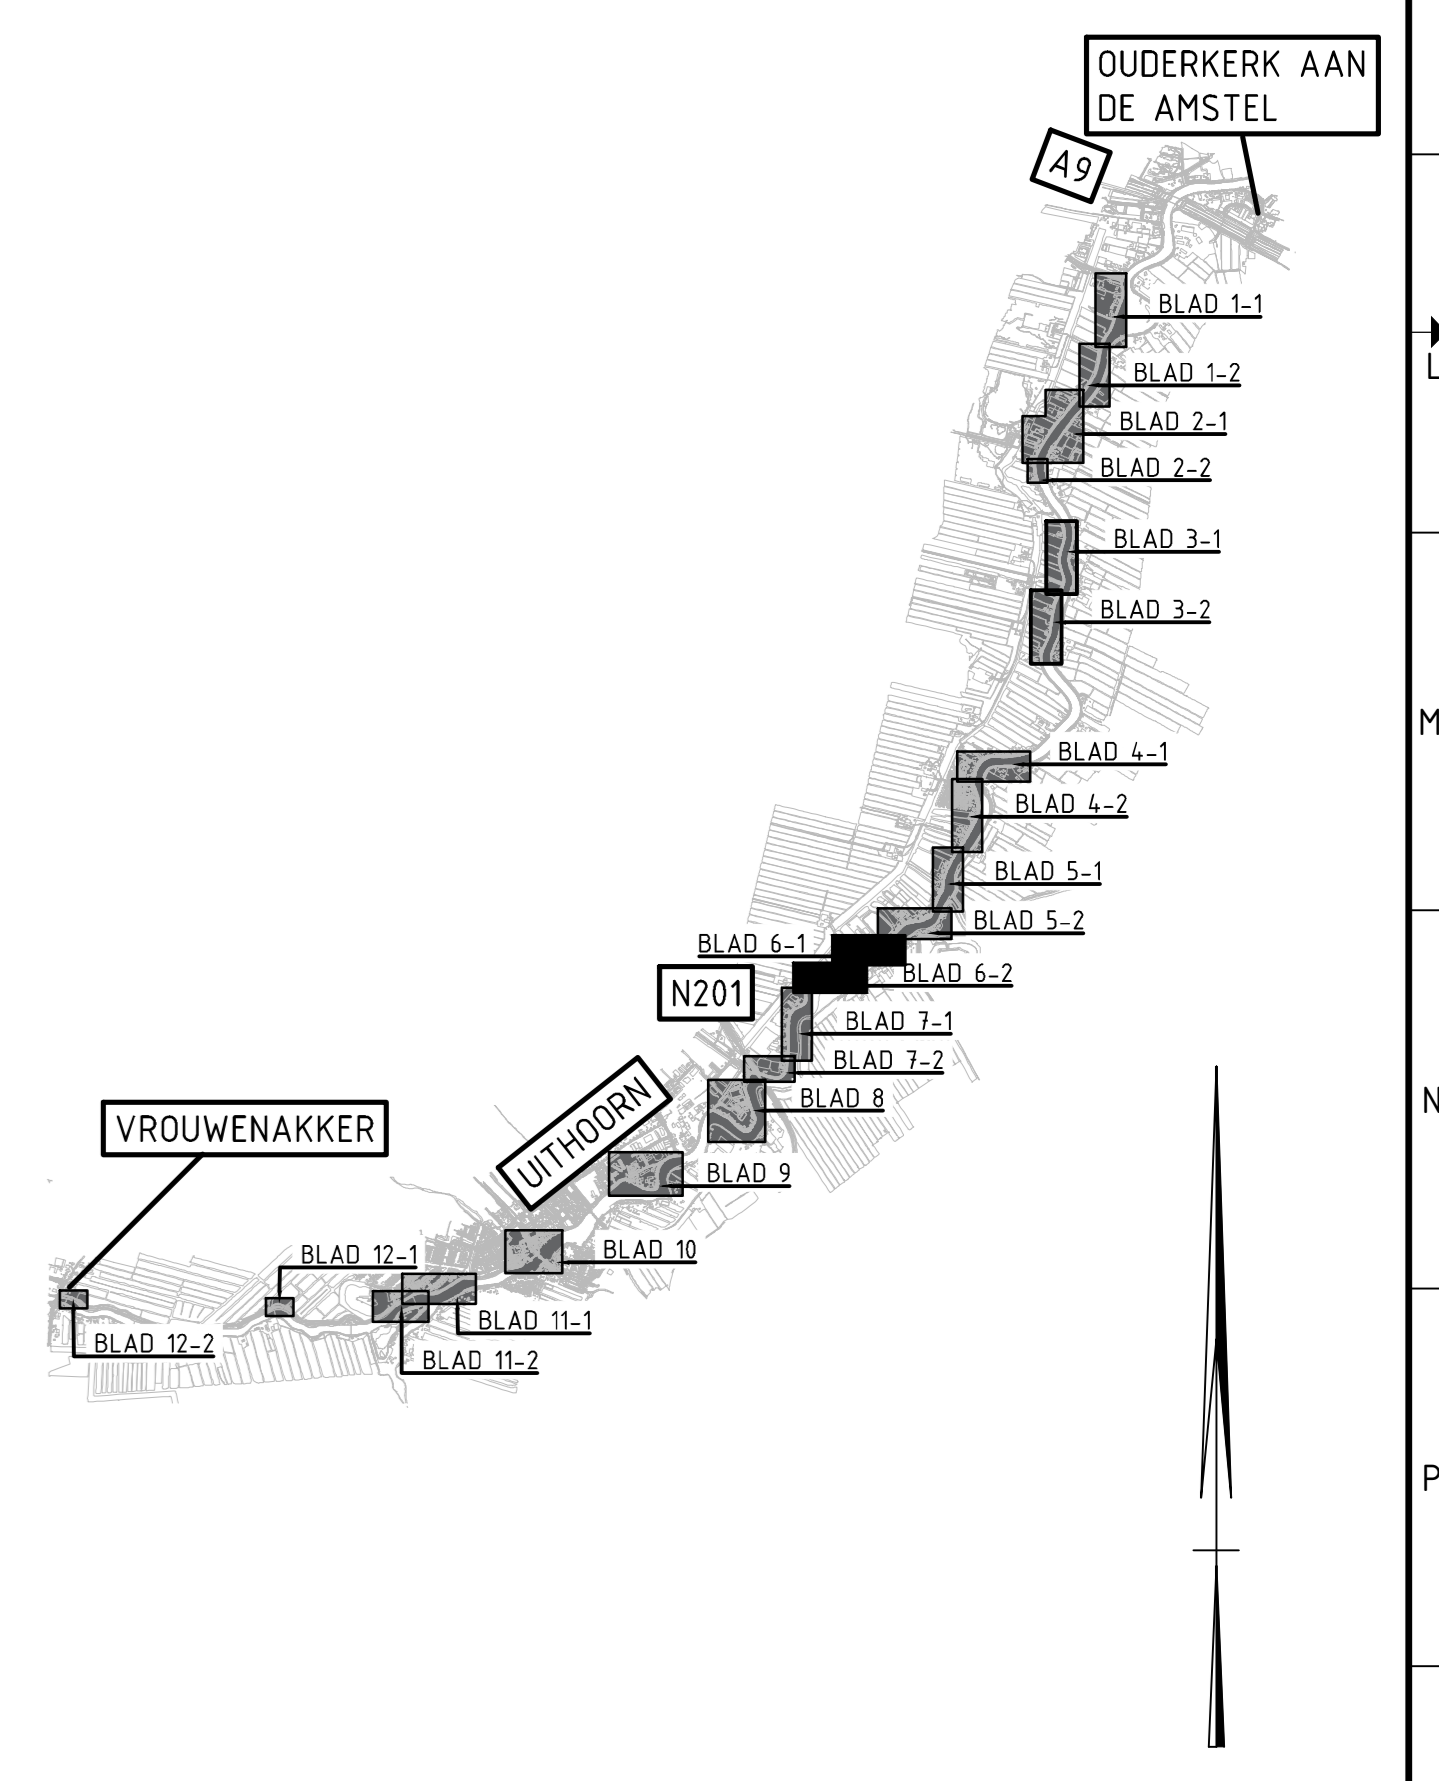 OUDERKERK AAN
DE AMSTEL
A9
BLAD 1-1
L
BLAD 1-2
BLAD 2-1
BLAD 2-2
BLAD 3-1
BLAD 3-2
M
BLAD 4-1
BLAD 4-2
BLAD 5-1
BLAD 5-2
BLAD 6-1
BLAD 6-2
N201
BLAD 7-1
BLAD 7-2
BLAD 8
N
UITHOORN
VROUWENAKKER
BLAD 9
BLAD 10
BLAD 12-1
BLAD 11-1
BLAD 12-2
BLAD 11-2
P